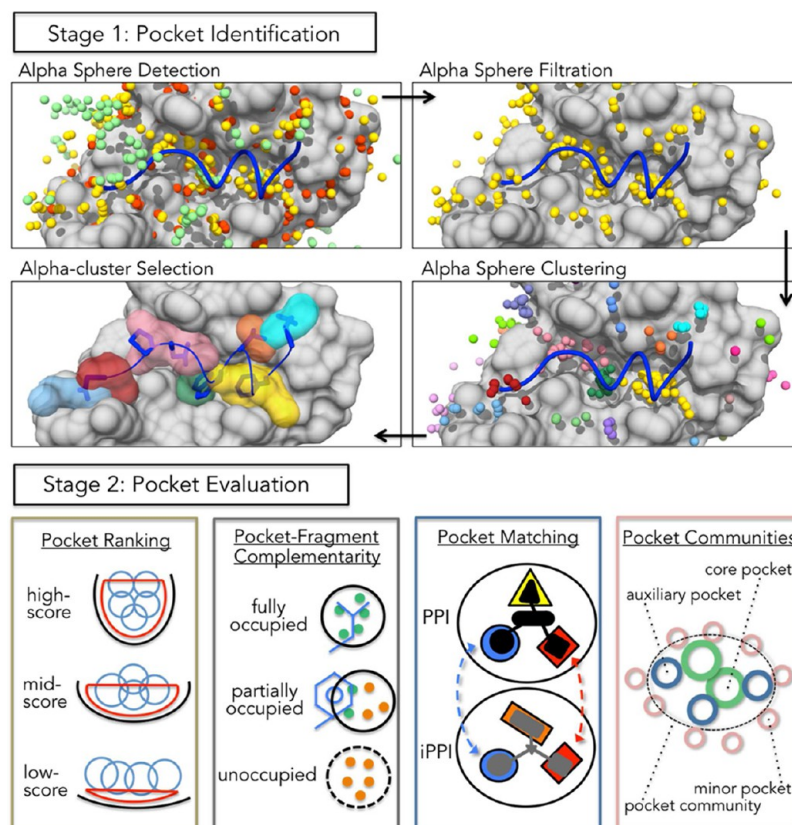 Stage 1: Pocket Identification
Alpha Sphere Detection
Alpha Sphere Filtration
Alpha-cluster Selection
Alpha Sphere Clustering
Stage 2: Pocket Evaluation
Pocket Ranking
high-
score
mid-
score
low-
score
Pocket-Fragment
Complementarity
fully
occupied
partially
occupied
unoccupied
Pocket Matching
PPI
iPPI
Pocket Communities
core pocket
auxiliary pocket
minor pocket
pocket community